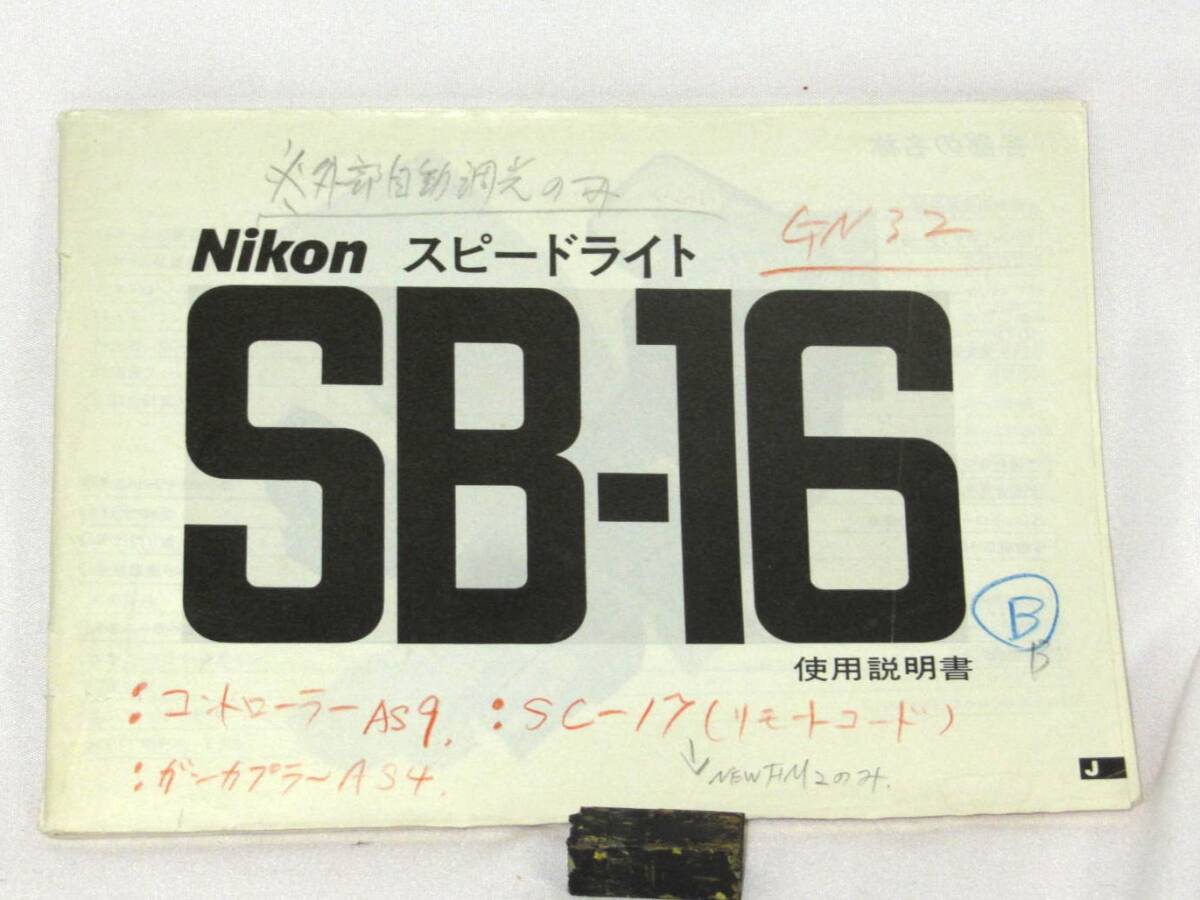 ※外部自動調光のみ
GN32
Nikon スピードライト
SB-16
B
使用説明書
:コントローラーAS9. :SC-17(リモートコード)
:ガンカプラーAS4.
↓NEW FM2のみ.
J